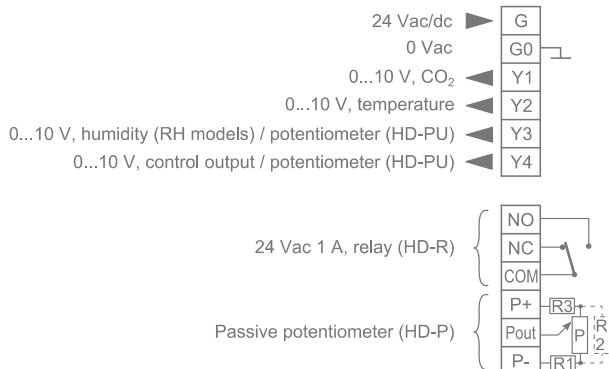 24 Vac/dc G
0 Vac G0
0...10 V, CO₂ Y1
0...10 V, temperature Y2
0...10 V, humidity (RH models) / potentiometer (HD-PU) Y3
0...10 V, control output / potentiometer (HD-PU) Y4
NO
24 Vac 1 A, relay (HD-R) NC
COM
P+ R3
Passive potentiometer (HD-P) Pout P R2
P- R1